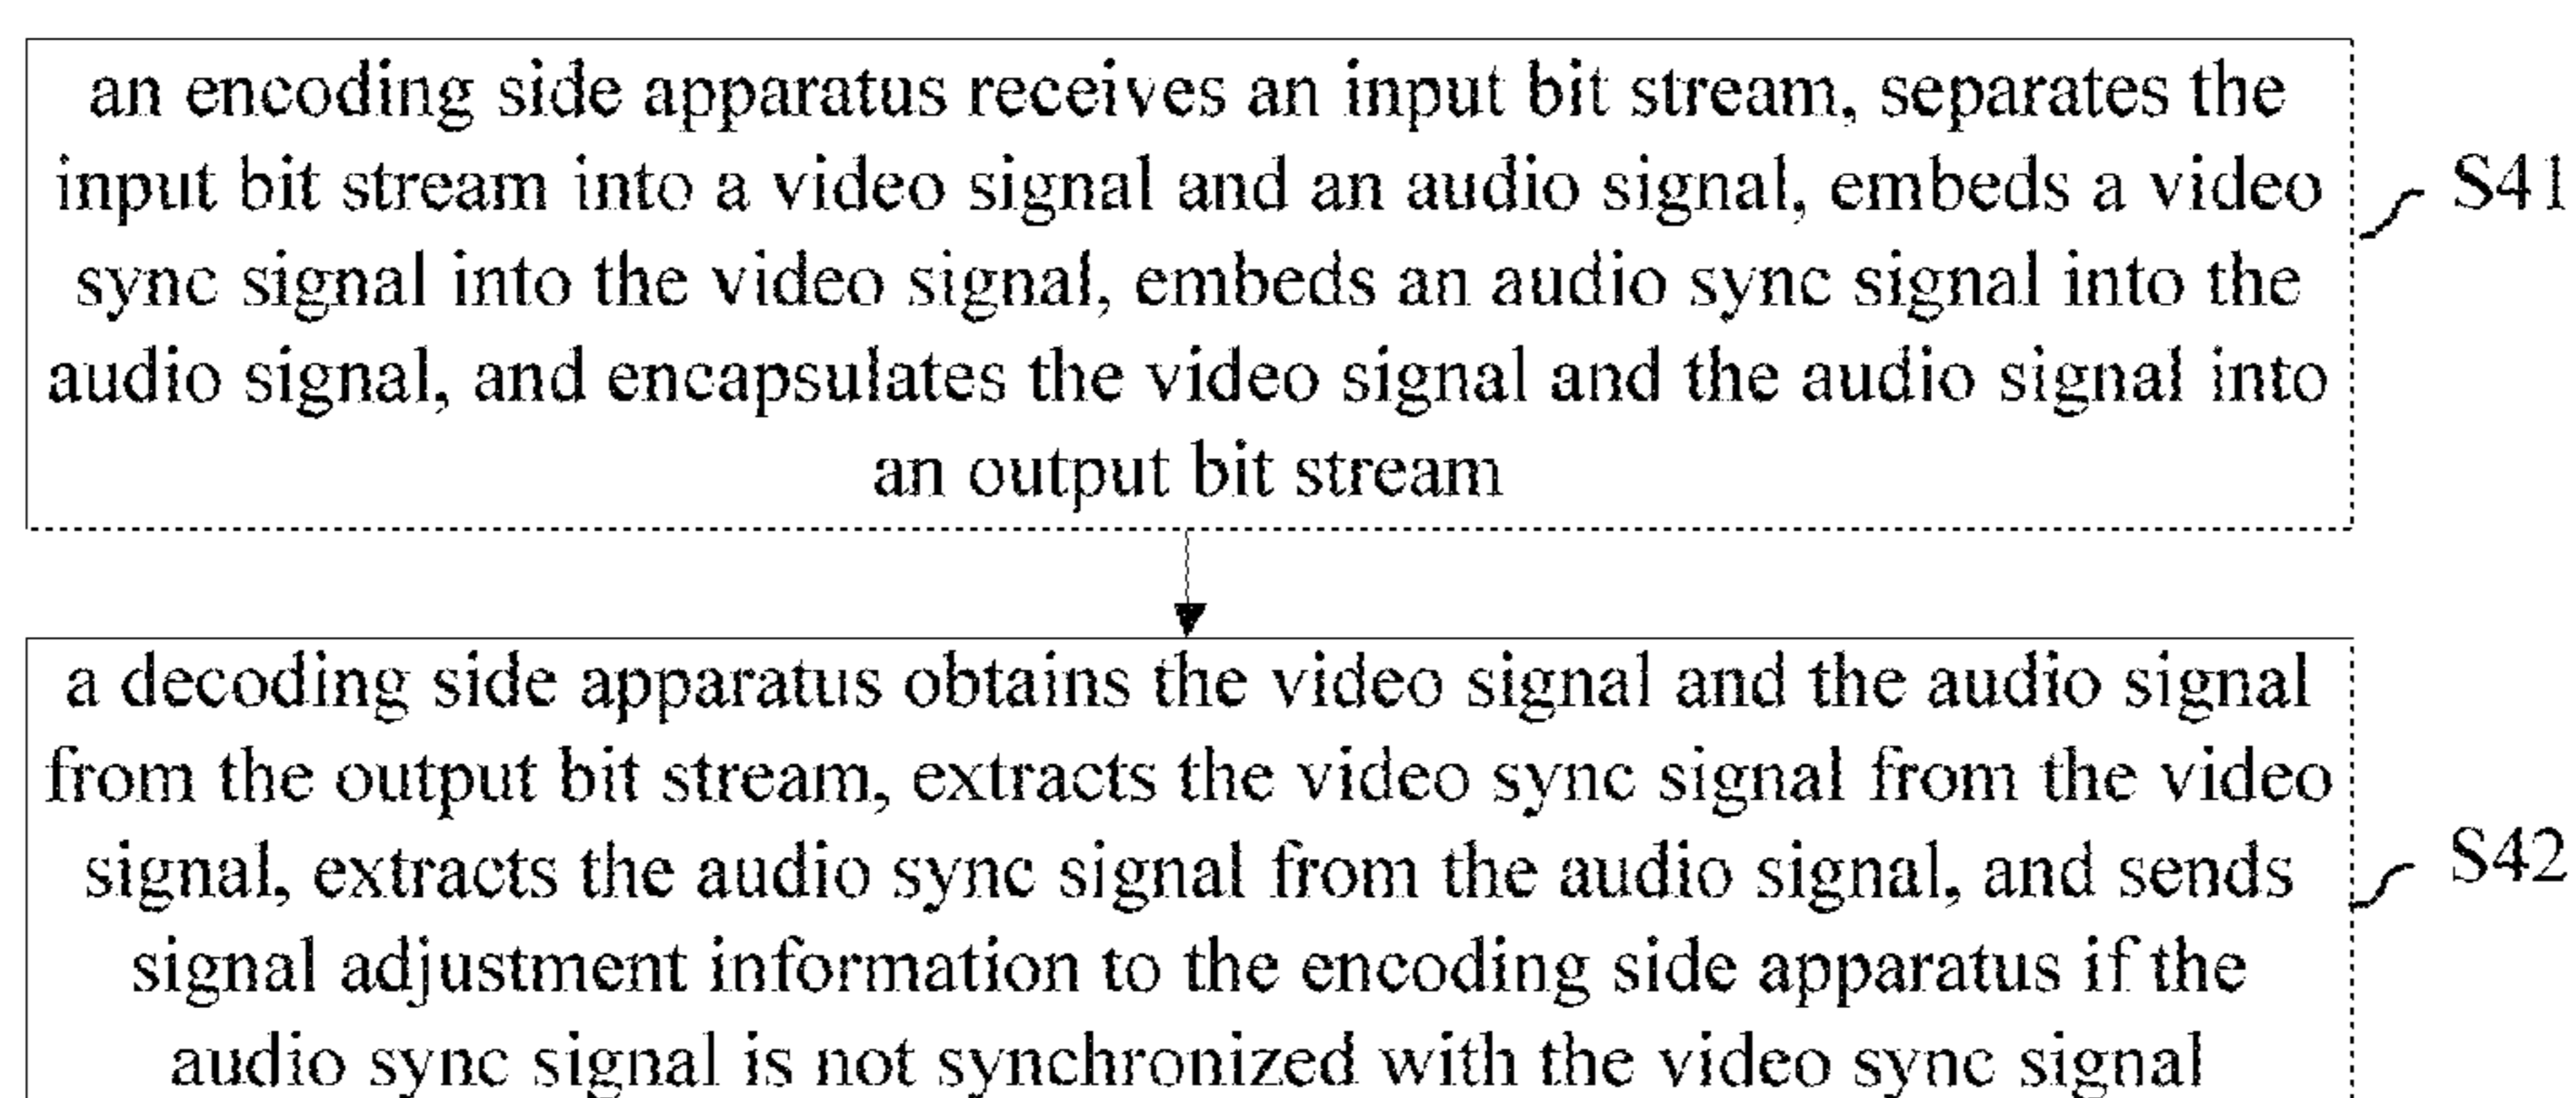 an encoding side apparatus receives an input bit stream, separates the
input bit stream into a video signal and an audio signal, embeds a video
sync signal into the video signal, embeds an audio sync signal into the
audio signal, and encapsulates the video signal and the audio signal into
an output bit stream
S41
a decoding side apparatus obtains the video signal and the audio signal
from the output bit stream, extracts the video sync signal from the video
signal, extracts the audio sync signal from the audio signal, and sends
signal adjustment information to the encoding side apparatus if the
audio sync signal is not synchronized with the video sync signal
S42